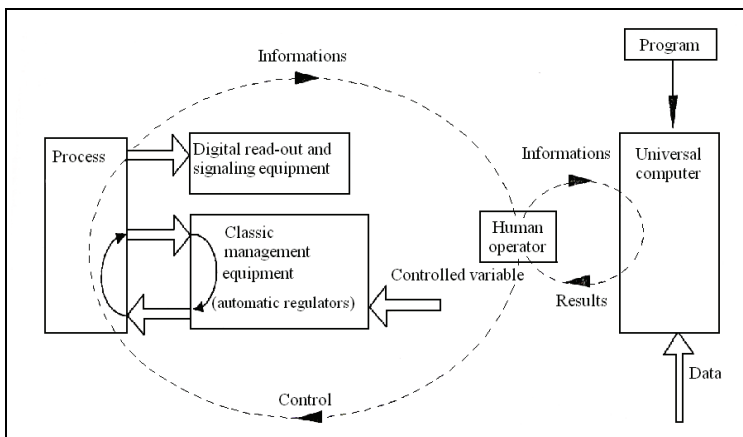 Program
Informations
Process
Digital read-out and
signaling equipment
Informations
Universal
computer
Classic
management
equipment
(automatic regulators)
Human
operator
Controlled variable
Results
Data
Control